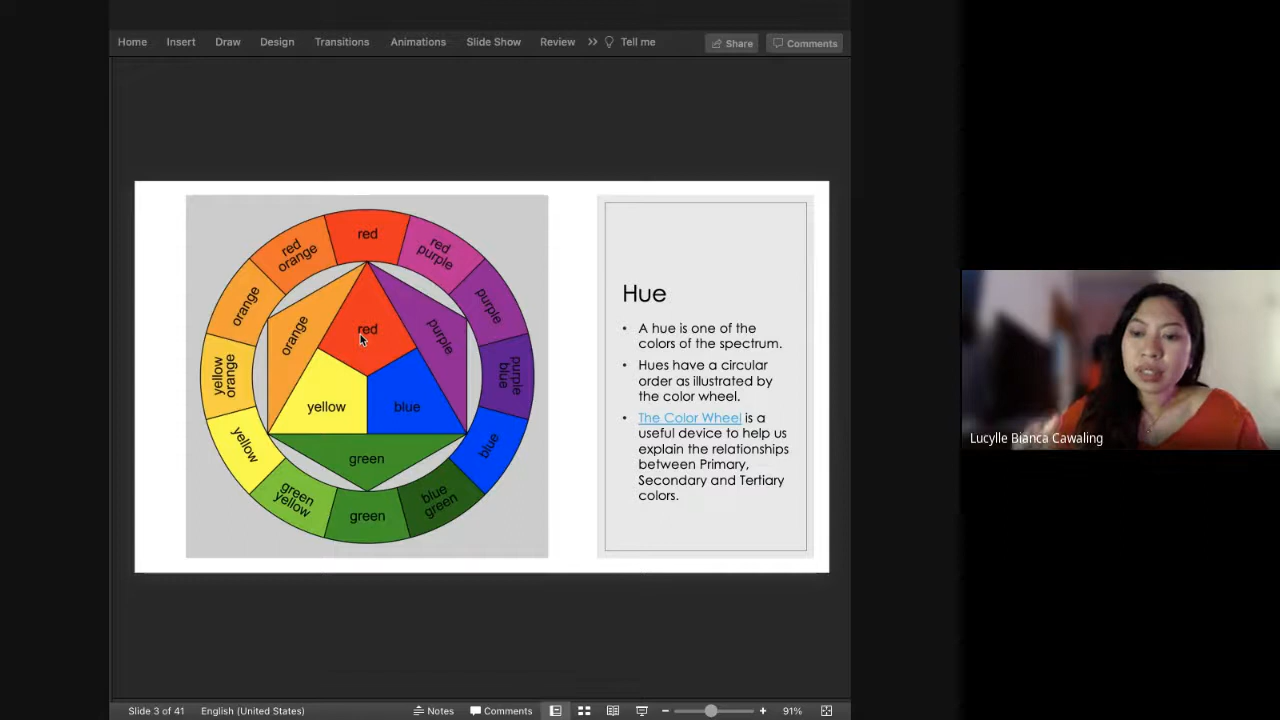 Home Insert Draw Design Transitions Animations Slide Show Review Tell me Share Comments
red
red
purple
purple
purple
blue
blue
blue
green
green
green
yellow
yellow
yellow
orange
orange
red
orange
red
orange
purple
yellow
blue
green
Hue
• A hue is one of the
colors of the spectrum.
• Hues have a circular
order as illustrated by
the color wheel.
• The Color Wheel is a
useful device to help us
explain the relationships
between Primary,
Secondary and Tertiary
colors.
Lucylle Bianca Cawaling
Slide 3 of 41 English (United States) Notes Comments 91%